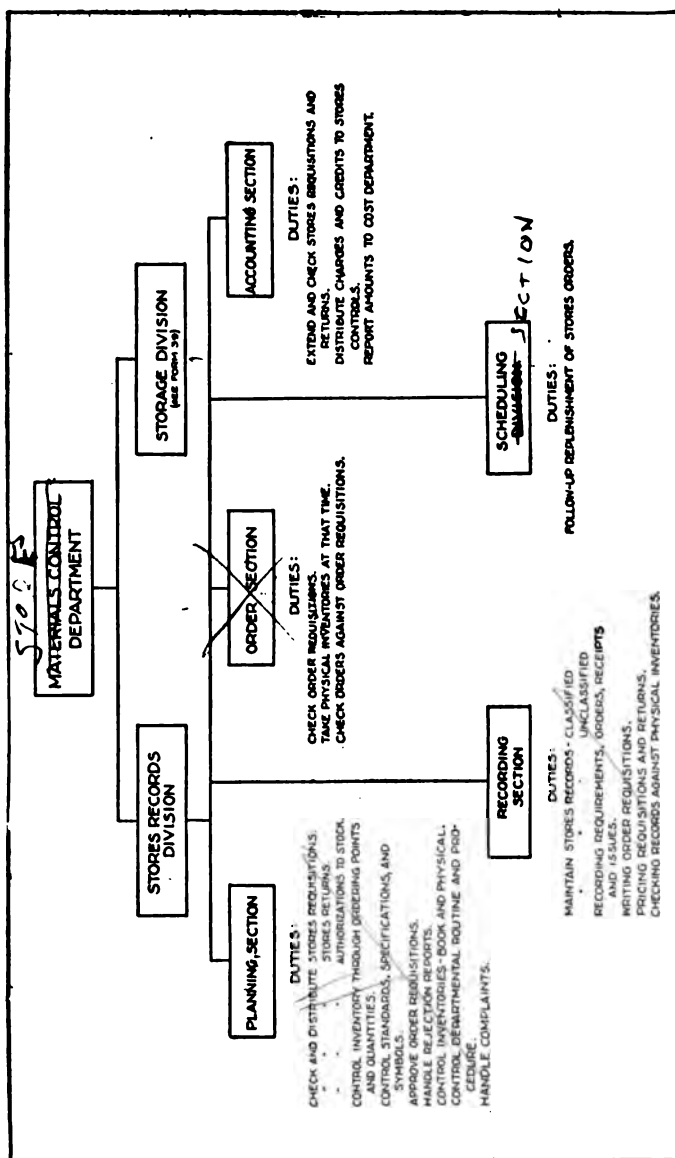 STORES
MATERIALS CONTROL
DEPARTMENT
STORES RECORDS
DIVISION
STORAGE DIVISION
(SEE FORM 39)
PLANNING SECTION
DUTIES:
CHECK AND DISTRIBUTE STORES REQUISITIONS.
" " " STORES RETURNS.
" " " AUTHORIZATIONS TO STOCK.
CONTROL INVENTORY THROUGH ORDERING POINTS
AND QUANTITIES.
CONTROL STANDARDS, SPECIFICATIONS, AND
SYMBOLS.
APPROVE ORDER REQUISITIONS.
HANDLE REJECTION REPORTS.
CONTROL INVENTORIES - BOOK AND PHYSICAL.
CONTROL DEPARTMENTAL ROUTINE AND PRO-
CEDURE.
HANDLE COMPLAINTS.
ORDER SECTION
DUTIES:
CHECK ORDER REQUISITIONS.
TAKE PHYSICAL INVENTORIES AT THAT TIME.
CHECK ORDERS AGAINST ORDER REQUISITIONS.
ACCOUNTING SECTION
DUTIES:
EXTEND AND CHECK STORES REQUISITIONS AND
RETURNS.
DISTRIBUTE CHARGES AND CREDITS TO STORES
CONTROLS.
REPORT AMOUNTS TO COST DEPARTMENT.
RECORDING
SECTION
DUTIES:
MAINTAIN STORES RECORDS - CLASSIFIED
" " " UNCLASSIFIED
RECORDING REQUIREMENTS, ORDERS, RECEIPTS
AND ISSUES.
WRITING ORDER REQUISITIONS.
PRICING REQUISITIONS AND RETURNS.
CHECKING RECORDS AGAINST PHYSICAL INVENTORIES.
SCHEDULING
DIVISION SECTION
DUTIES:
FOLLOW-UP REPLENISHMENT OF STORES ORDERS.